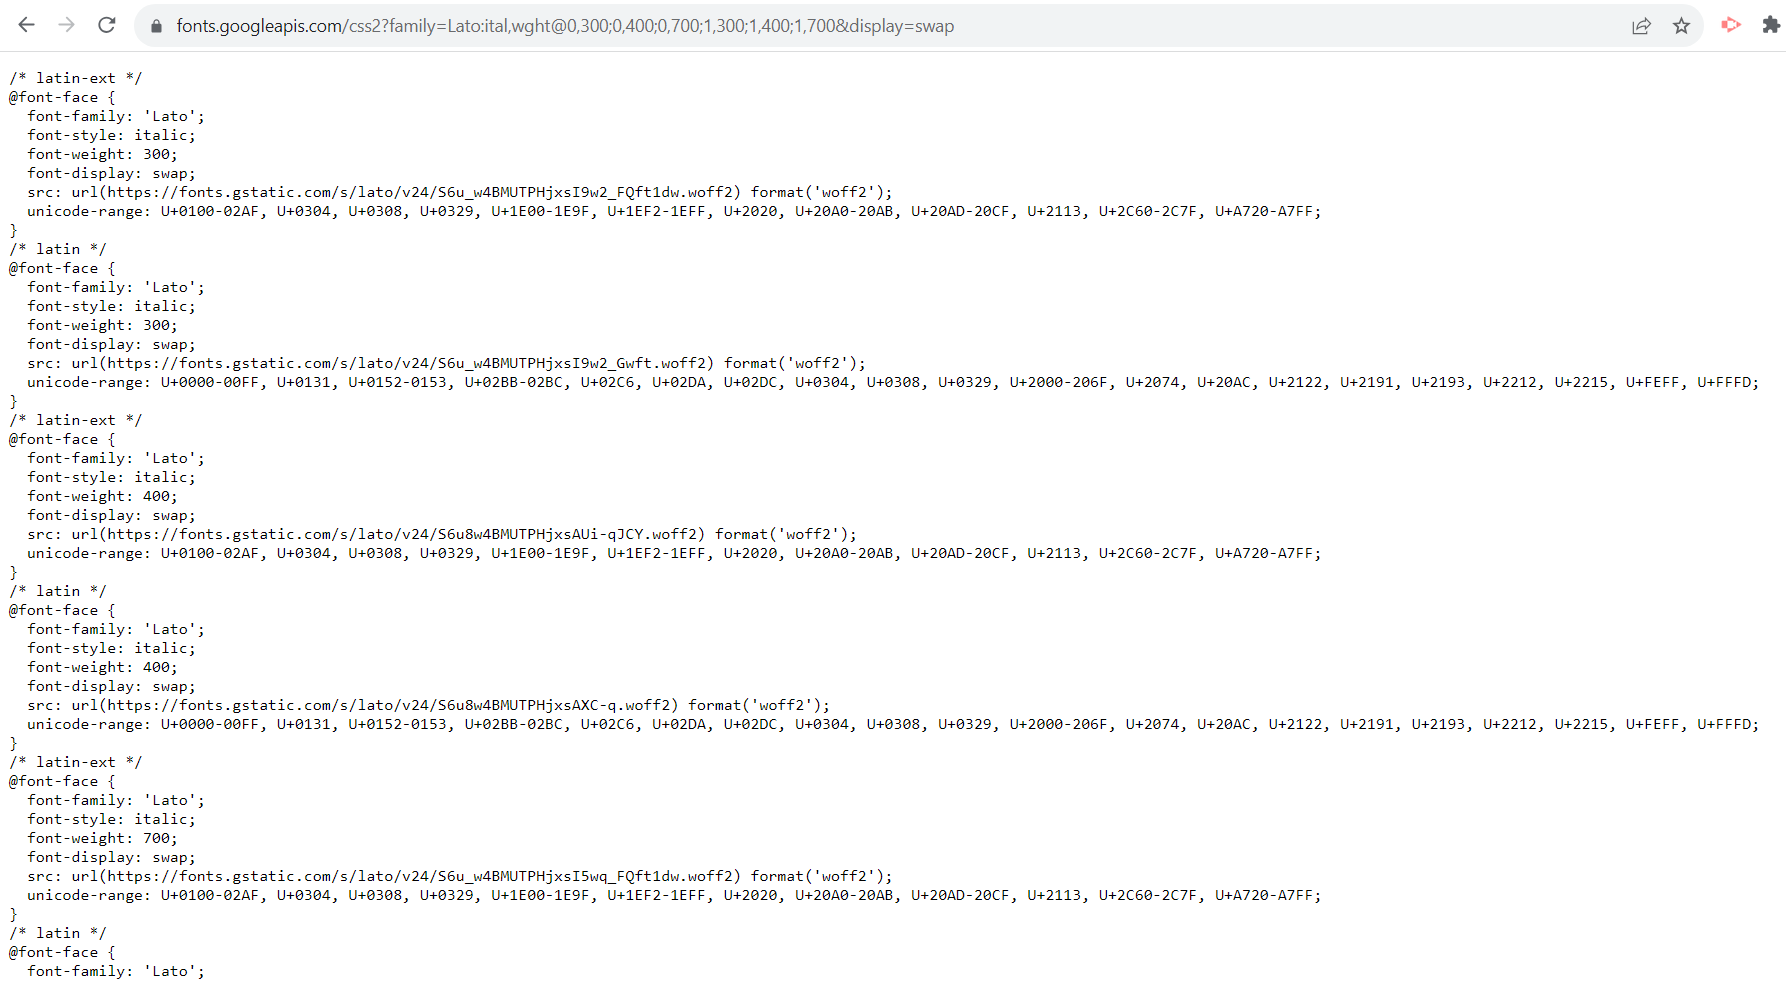 fonts.googleapis.com/css2?family=Lato:ital,wght@0,300;0,400;0,700;1,300;1,400;1,700&display=swap
/* latin-ext */
@font-face {
  font-family: 'Lato';
  font-style: italic;
  font-weight: 300;
  font-display: swap;
  src: url(https://fonts.gstatic.com/s/lato/v24/S6u_w4BMUTPHjxsI9w2_FQft1dw.woff2) format('woff2');
  unicode-range: U+0100-02AF, U+0304, U+0308, U+0329, U+1E00-1E9F, U+1EF2-1EFF, U+2020, U+20A0-20AB, U+20AD-20CF, U+2113, U+2C60-2C7F, U+A720-A7FF;
}
/* latin */
@font-face {
  font-family: 'Lato';
  font-style: italic;
  font-weight: 300;
  font-display: swap;
  src: url(https://fonts.gstatic.com/s/lato/v24/S6u_w4BMUTPHjxsI9w2_Gwft.woff2) format('woff2');
  unicode-range: U+0000-00FF, U+0131, U+0152-0153, U+02BB-02BC, U+02C6, U+02DA, U+02DC, U+0304, U+0308, U+0329, U+2000-206F, U+2074, U+20AC, U+2122, U+2191, U+2193, U+2212, U+2215, U+FEFF, U+FFFD;
}
/* latin-ext */
@font-face {
  font-family: 'Lato';
  font-style: italic;
  font-weight: 400;
  font-display: swap;
  src: url(https://fonts.gstatic.com/s/lato/v24/S6u8w4BMUTPHjxsAUi-qJCY.woff2) format('woff2');
  unicode-range: U+0100-02AF, U+0304, U+0308, U+0329, U+1E00-1E9F, U+1EF2-1EFF, U+2020, U+20A0-20AB, U+20AD-20CF, U+2113, U+2C60-2C7F, U+A720-A7FF;
}
/* latin */
@font-face {
  font-family: 'Lato';
  font-style: italic;
  font-weight: 400;
  font-display: swap;
  src: url(https://fonts.gstatic.com/s/lato/v24/S6u8w4BMUTPHjxsAXC-q.woff2) format('woff2');
  unicode-range: U+0000-00FF, U+0131, U+0152-0153, U+02BB-02BC, U+02C6, U+02DA, U+02DC, U+0304, U+0308, U+0329, U+2000-206F, U+2074, U+20AC, U+2122, U+2191, U+2193, U+2212, U+2215, U+FEFF, U+FFFD;
}
/* latin-ext */
@font-face {
  font-family: 'Lato';
  font-style: italic;
  font-weight: 700;
  font-display: swap;
  src: url(https://fonts.gstatic.com/s/lato/v24/S6u_w4BMUTPHjxsI5wq_FQft1dw.woff2) format('woff2');
  unicode-range: U+0100-02AF, U+0304, U+0308, U+0329, U+1E00-1E9F, U+1EF2-1EFF, U+2020, U+20A0-20AB, U+20AD-20CF, U+2113, U+2C60-2C7F, U+A720-A7FF;
}
/* latin */
@font-face {
  font-family: 'Lato';